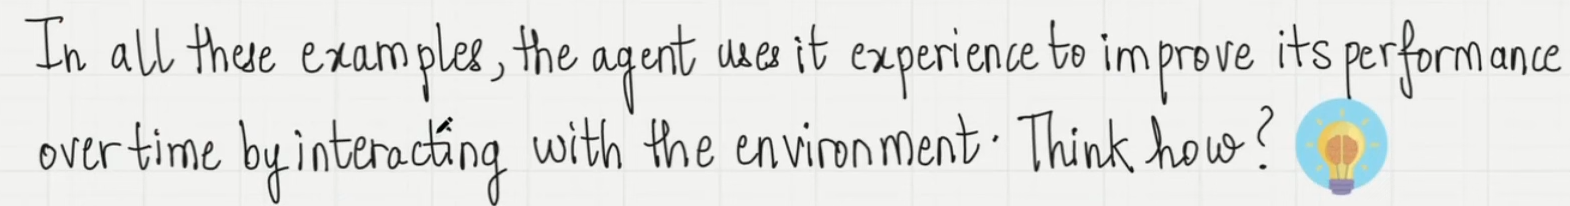 In all these examples, the agent uses it experience to improve its performance
over time by interacting with the environment. Think how?